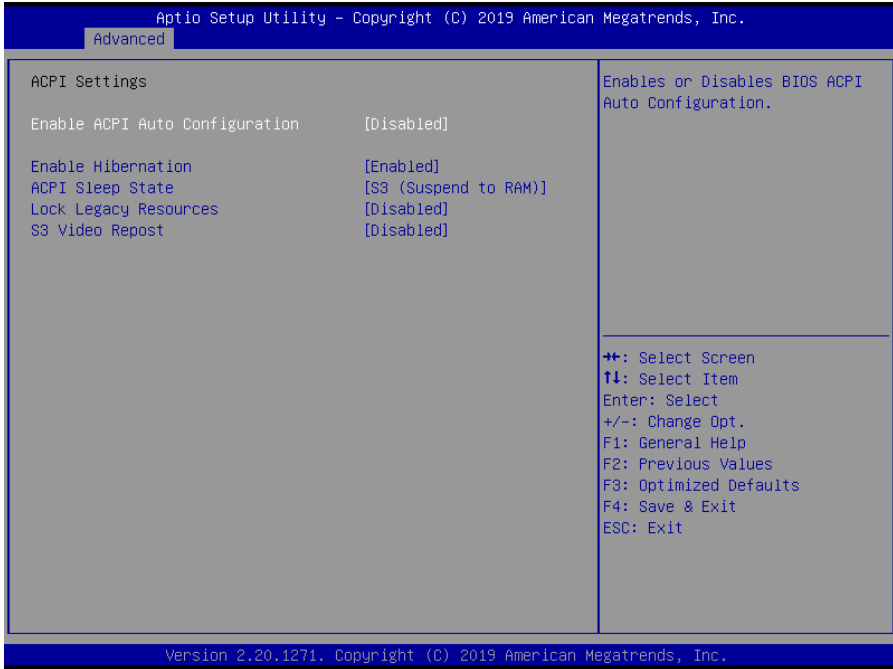 Aptio Setup Utility – Copyright (C) 2019 American Megatrends, Inc.
Advanced
ACPI Settings
Enable ACPI Auto Configuration [Disabled]
Enable Hibernation [Enabled]
ACPI Sleep State [S3 (Suspend to RAM)]
Lock Legacy Resources [Disabled]
S3 Video Repost [Disabled]
Enables or Disables BIOS ACPI
Auto Configuration.
→←: Select Screen
↑↓: Select Item
Enter: Select
+/-: Change Opt.
F1: General Help
F2: Previous Values
F3: Optimized Defaults
F4: Save & Exit
ESC: Exit
Version 2.20.1271. Copyright (C) 2019 American Megatrends, Inc.